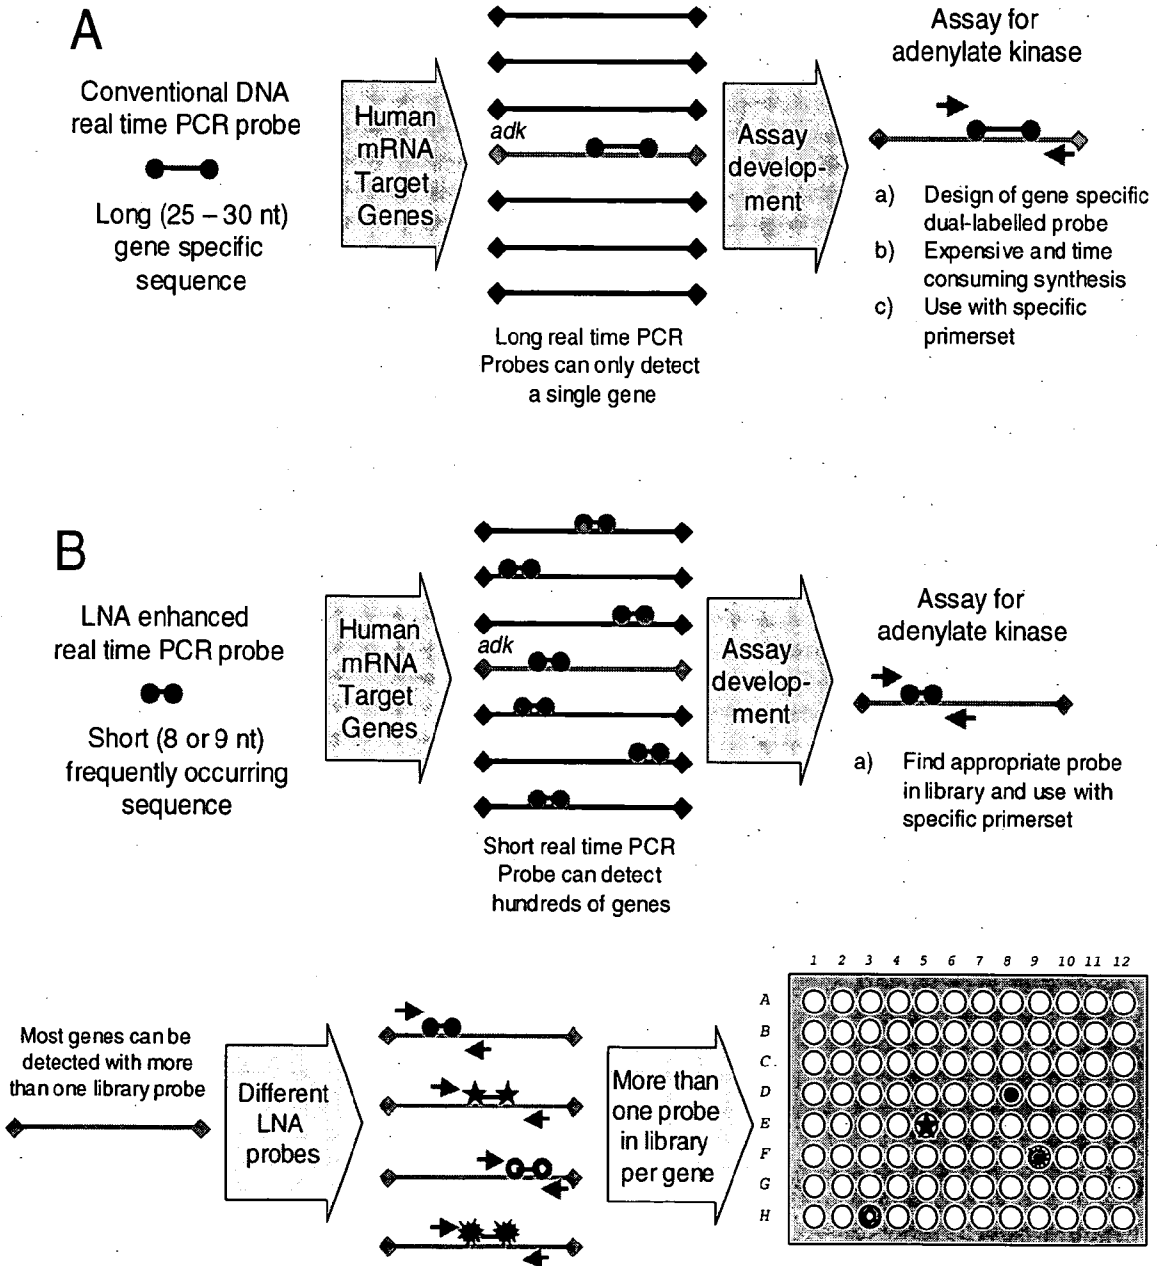 A
Conventional DNA
real time PCR probe
Long (25 – 30 nt)
gene specific
sequence
Human
mRNA
Target
Genes
adk
Long real time PCR
Probes can only detect
a single gene
Assay
develop-
ment
Assay for
adenylate kinase
a) Design of gene specific
dual-labelled probe
b) Expensive and time
consuming synthesis
c) Use with specific
primerset
B
LNA enhanced
real time PCR probe
Short (8 or 9 nt)
frequently occurring
sequence
Human
mRNA
Target
Genes
adk
Short real time PCR
Probe can detect
hundreds of genes
Assay
develop-
ment
Assay for
adenylate kinase
a) Find appropriate probe
in library and use with
specific primerset
Most genes can be
detected with more
than one library probe
Different
LNA
probes
More than
one probe
in library
per gene
1 2 3 4 5 6 7 8 9 10 11 12
A
B
C
D
E
F
G
H